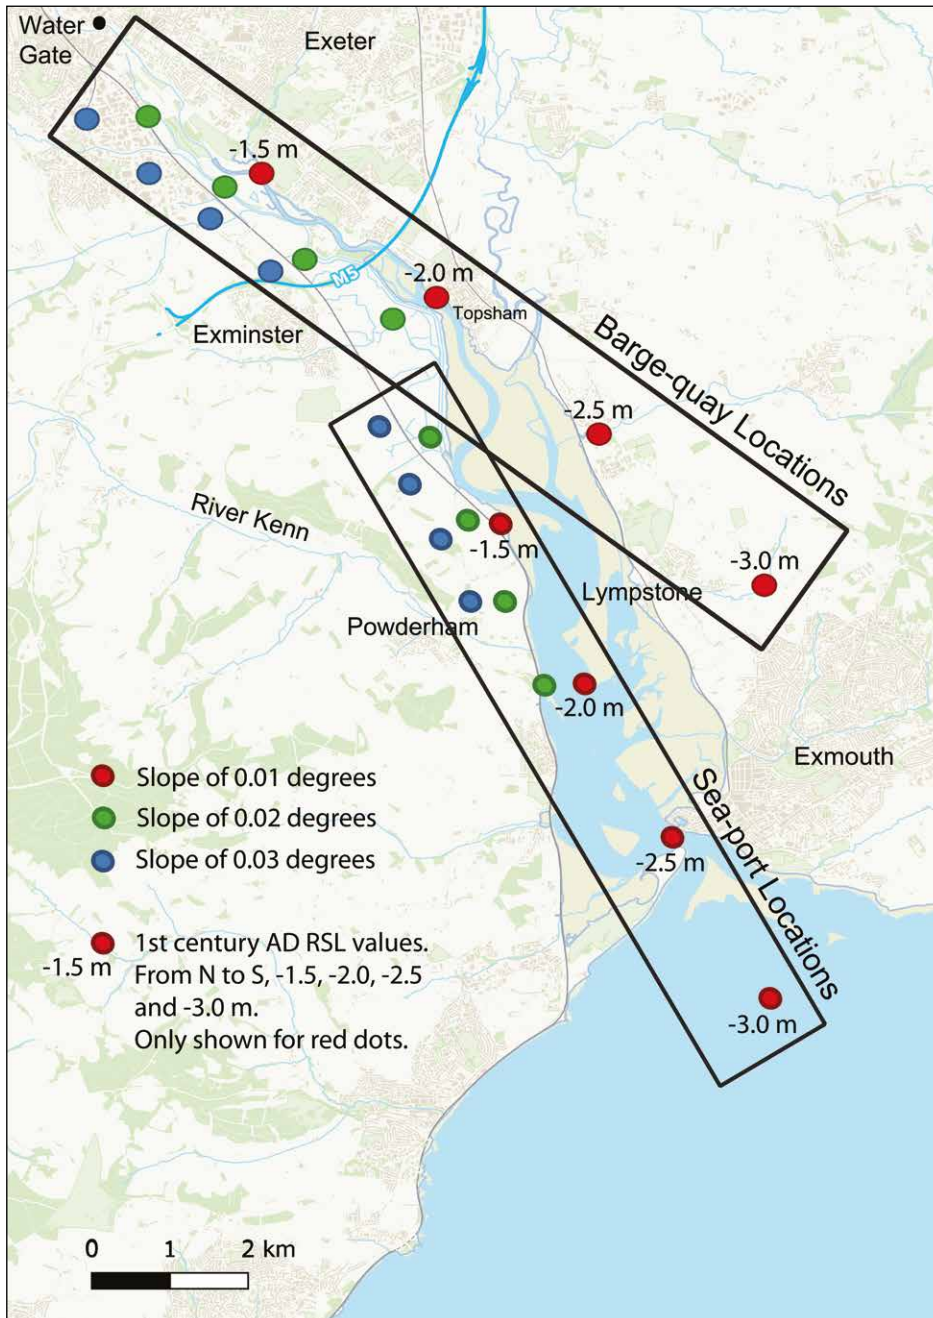 Water
Gate
Exeter
-1.5 m
M5
-2.0 m
Topsham
Exminster
Barge-quay Locations
-2.5 m
River Kenn
-1.5 m
-3.0 m
Lympstone
Powderham
-2.0 m
Exmouth
Sea-port Locations
Slope of 0.01 degrees
Slope of 0.02 degrees
Slope of 0.03 degrees
-2.5 m
1st century AD RSL values.
-1.5 m
From N to S, -1.5, -2.0, -2.5
and -3.0 m.
Only shown for red dots.
-3.0 m
0 1 2 km